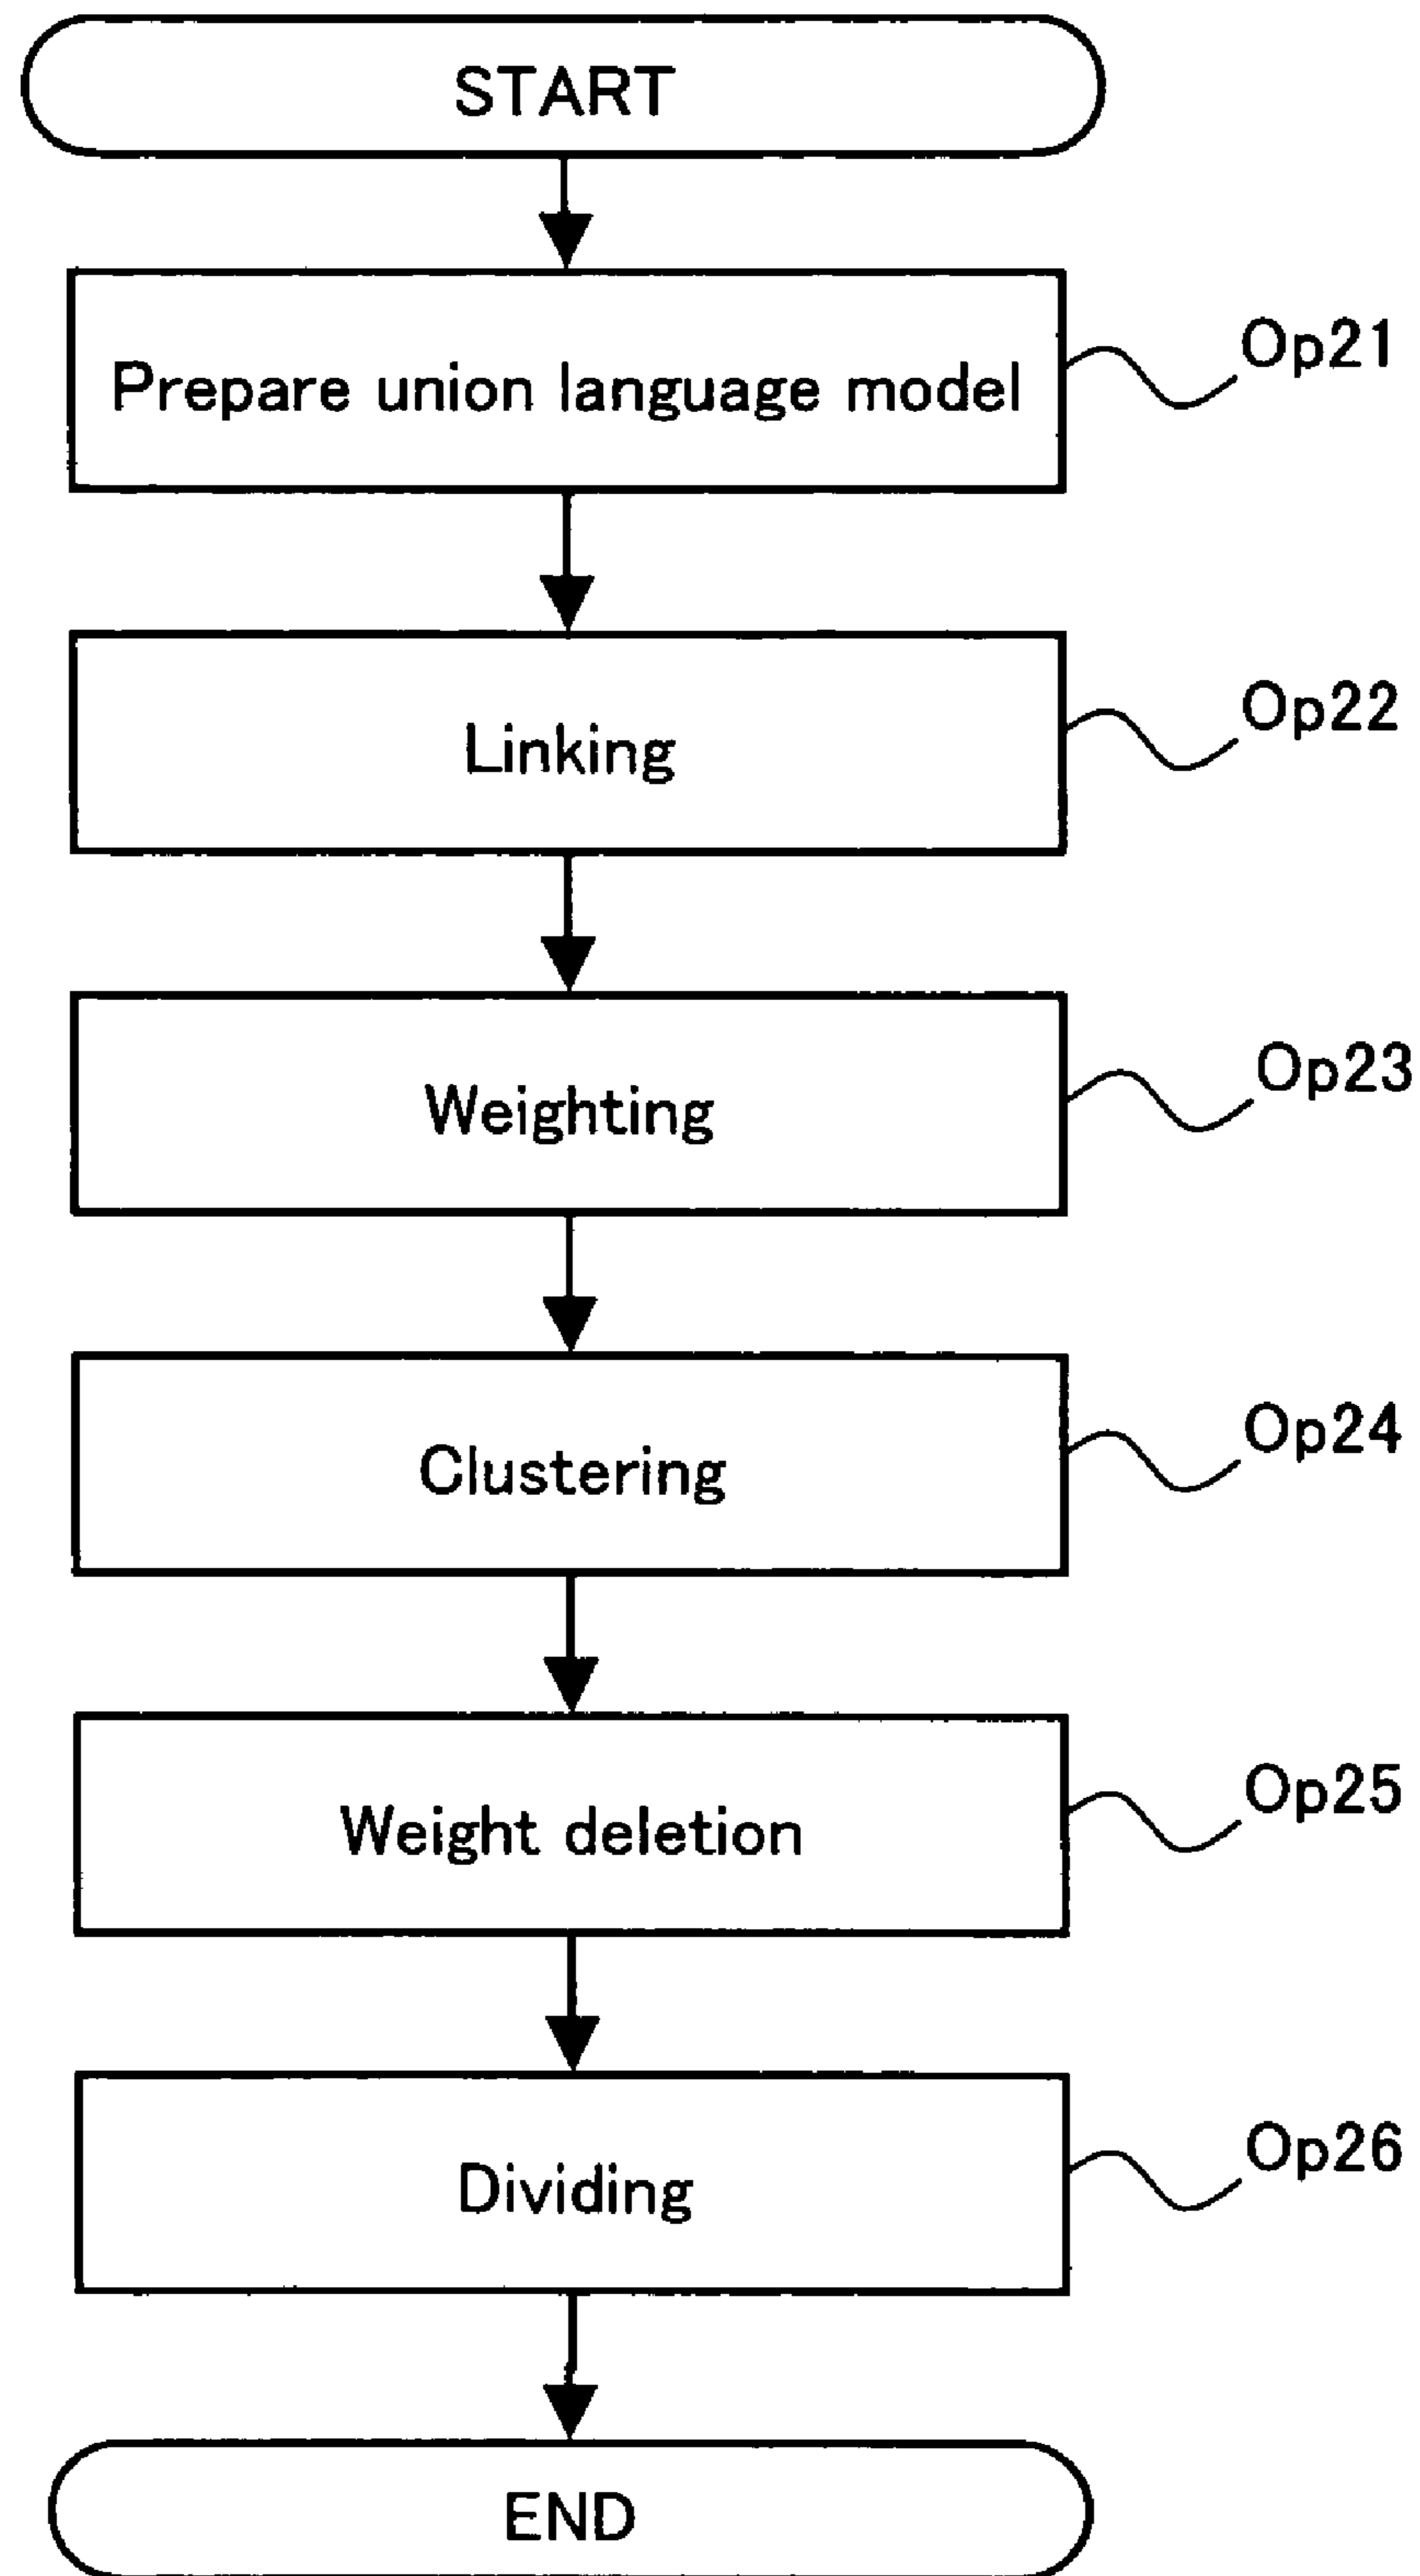 START
Prepare union language model
Op21
Linking
Op22
Weighting
Op23
Clustering
Op24
Weight deletion
Op25
Dividing
Op26
END